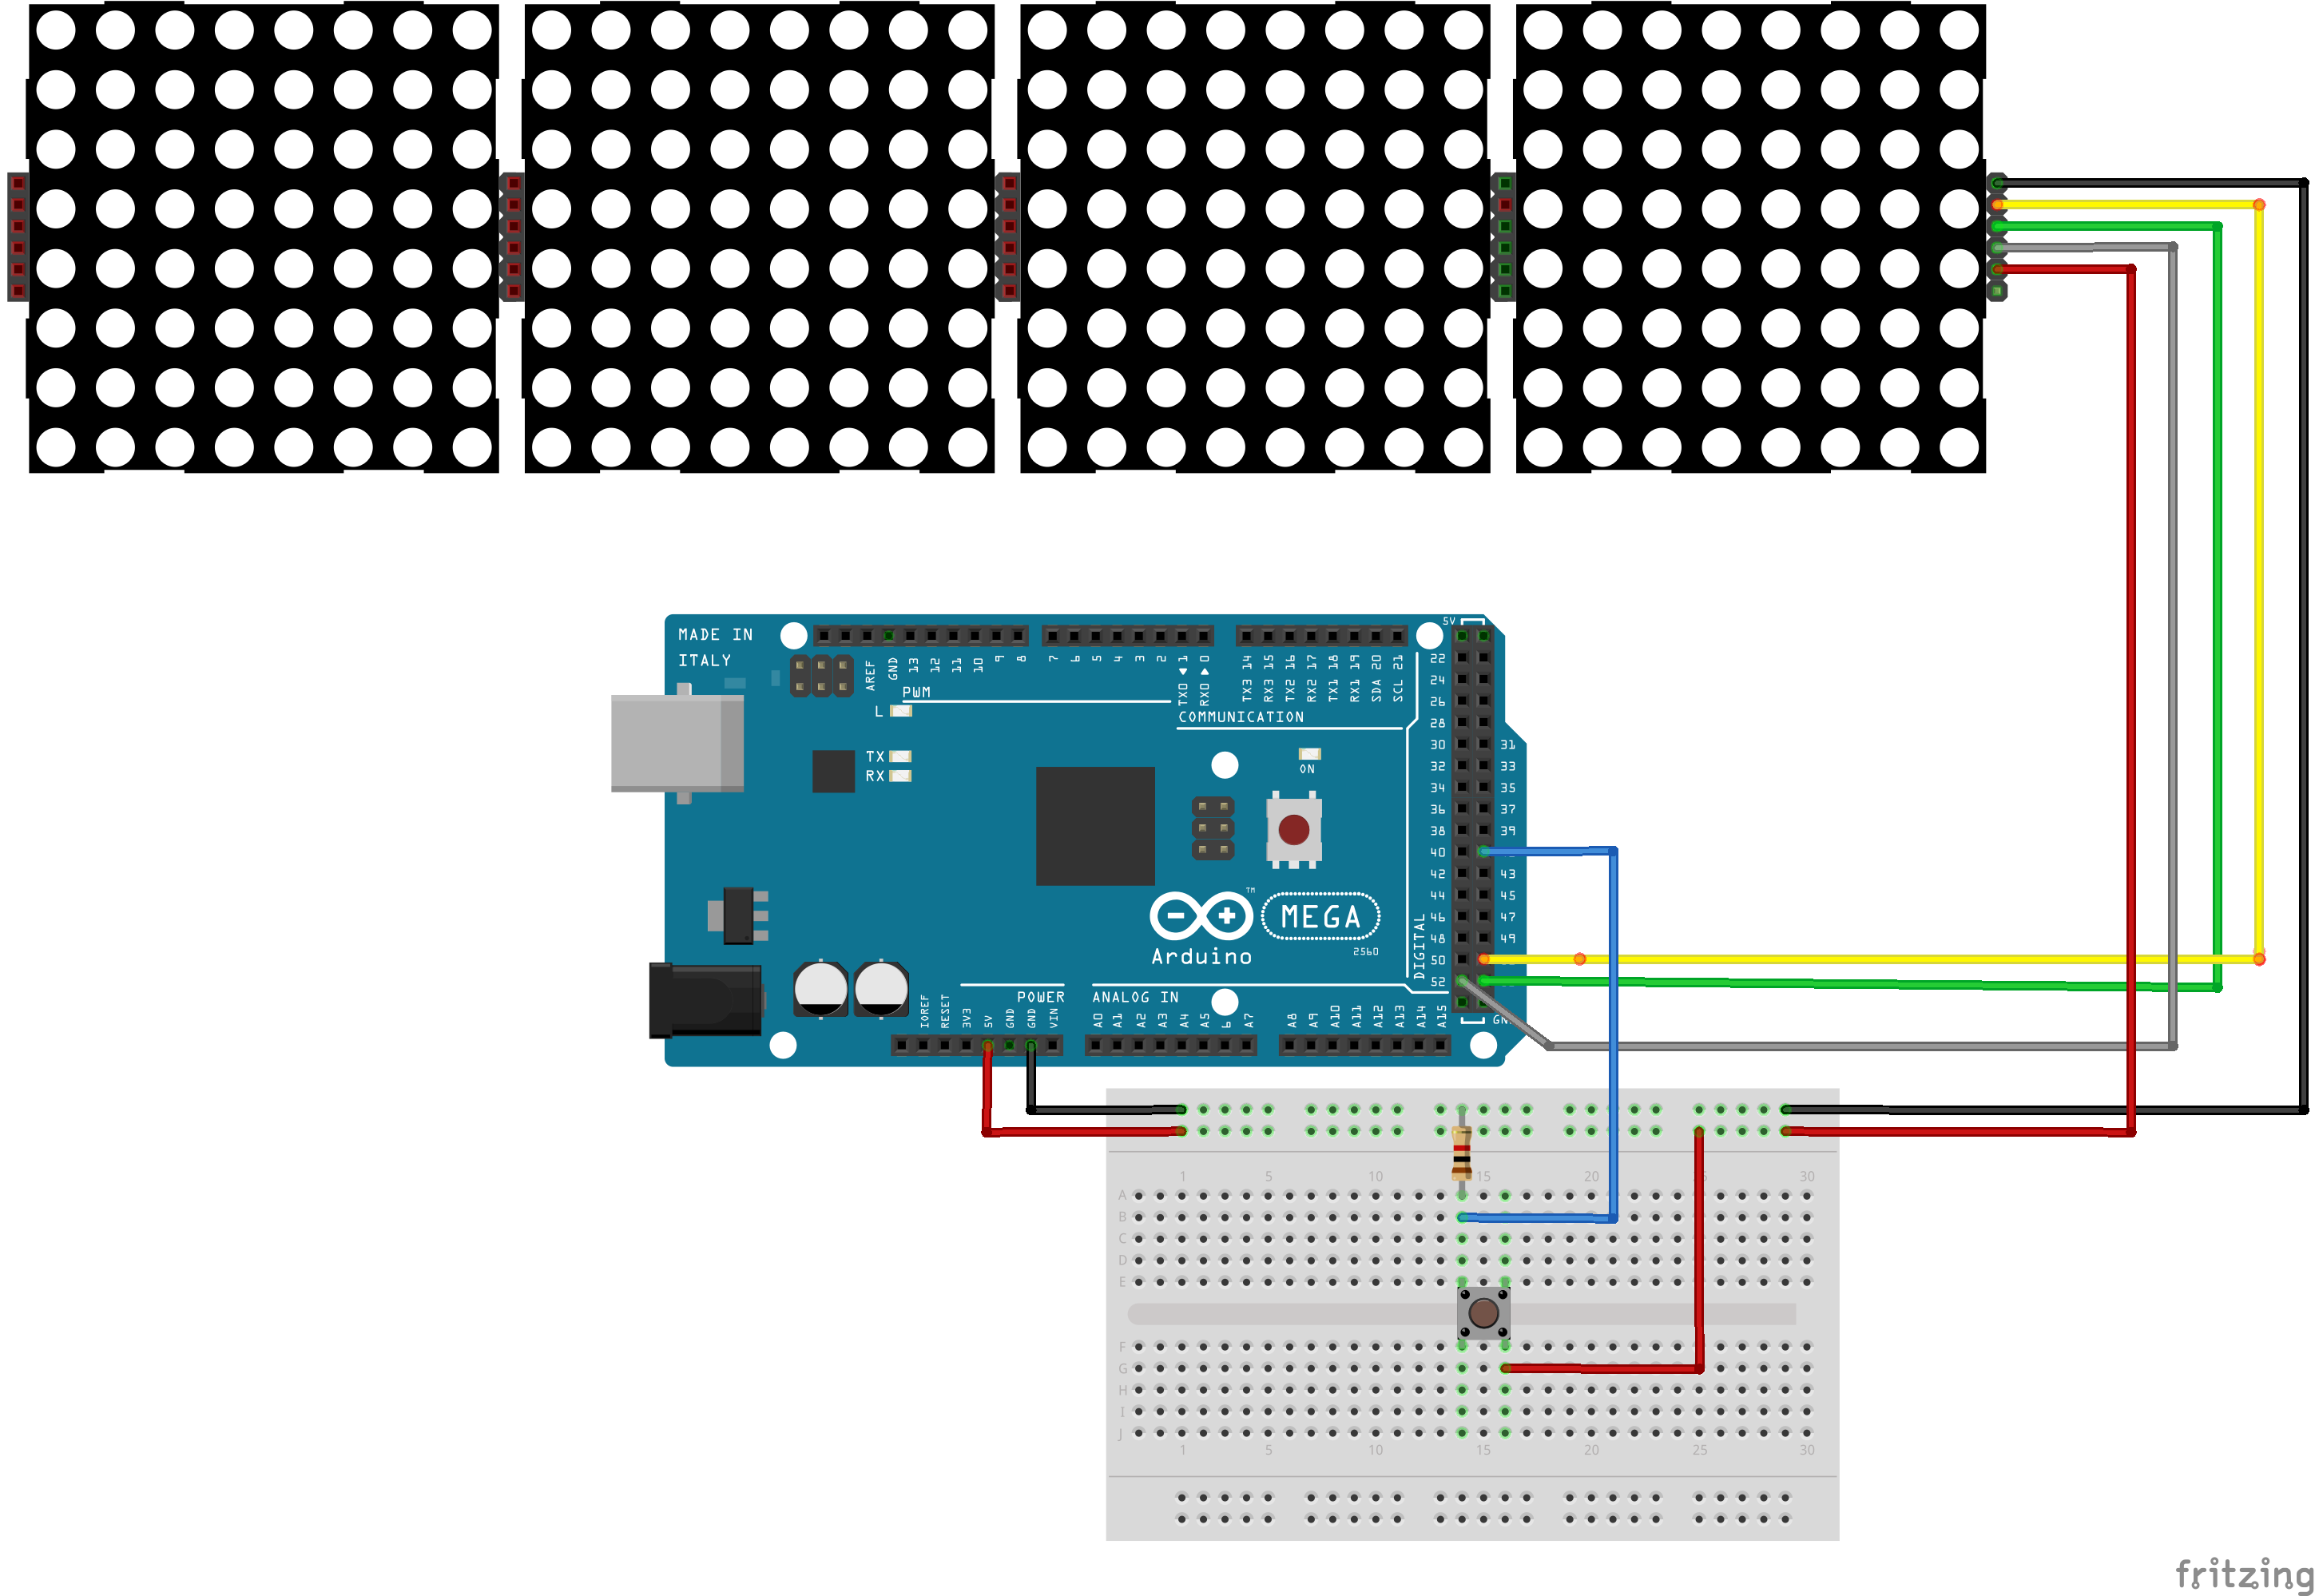 MADE IN
ITALY
AREF
GND
13
12
11
10
9
8
7
6
5
4
3
2
TX0 ▶ 1
RX0 ◀ 0
TX3 14
RX3 15
TX2 16
RX2 17
TX1 18
RX1 19
SDA 20
SCL 21
5V
PWM
COMMUNICATION
L
TX
RX
ON
22
24
26
28
30 31
32 33
34 35
36 37
38 39
40
42 43
44 45
46 47
48 49
50
52
DIGITAL
TM
MEGA
Arduino
2560
POWER
ANALOG IN
IOREF
RESET
3V3
5V
GND
GND
VIN
A0
A1
A2
A3
A4
A5
6
A7
A8
A9
A10
A11
A12
A13
A14
A15
1 5 10 15 20 30
A
B
C
D
E
F
G
H
I
J
1 5 10 15 20 25 30
fritzing